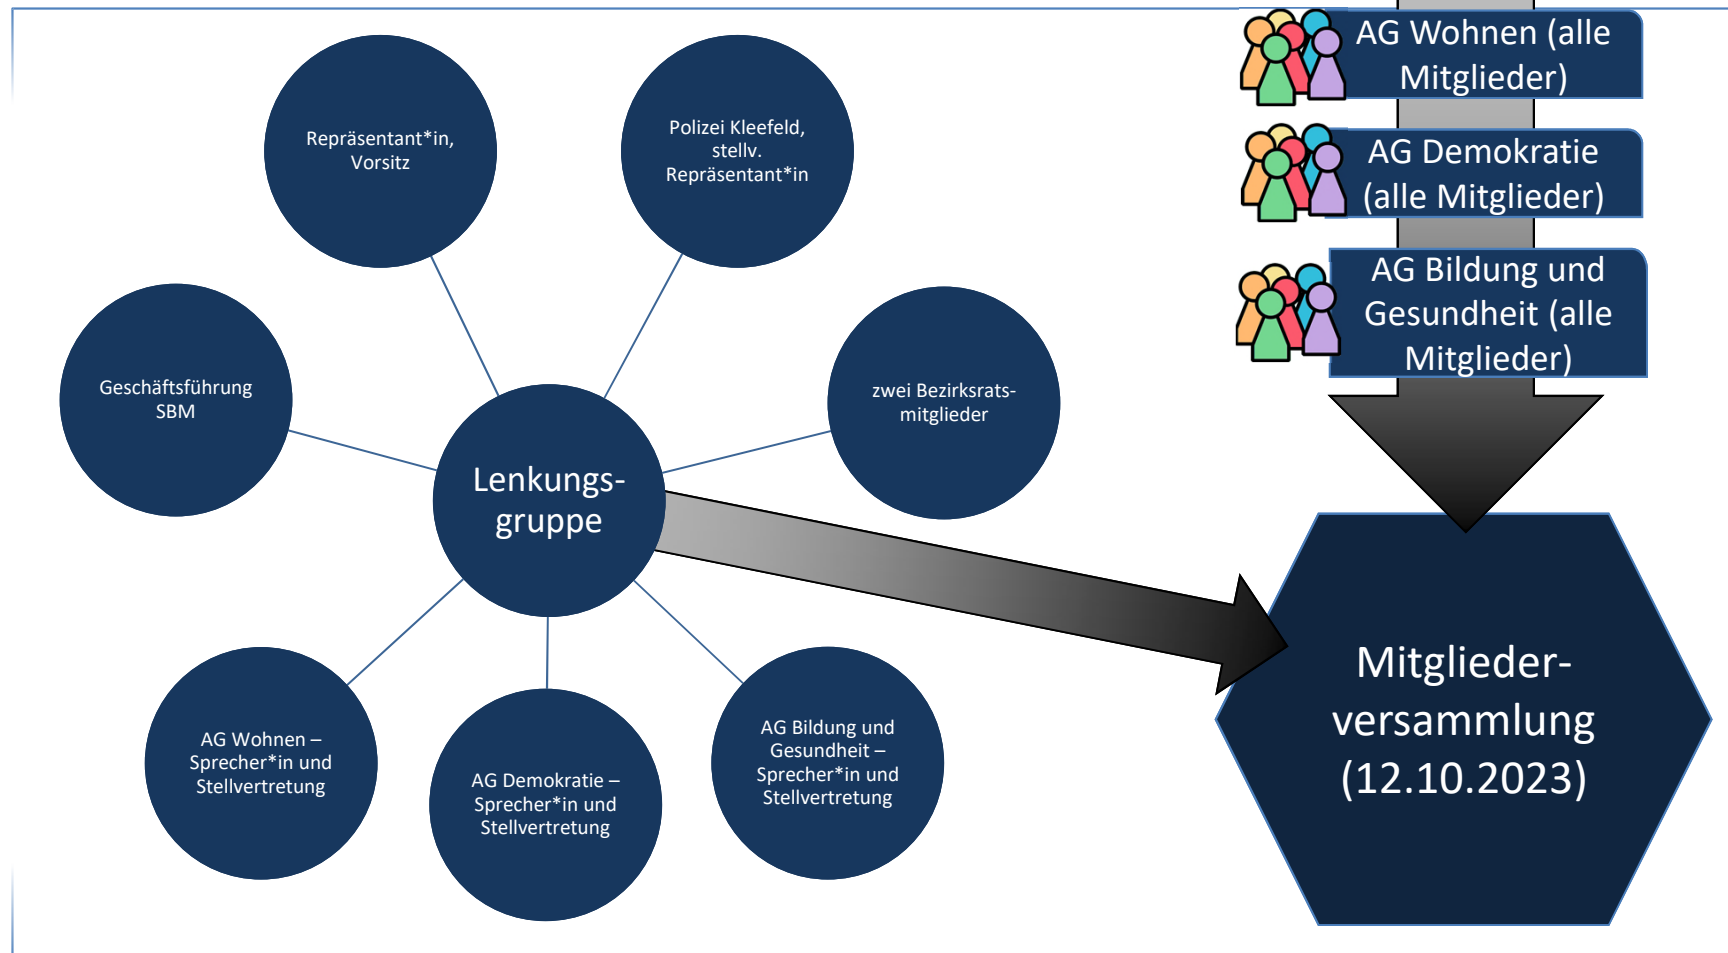 Repräsentant*in,
Vorsitz
Polizei Kleefeld,
stellv.
Repräsentant*in
Geschäftsführung
SBM
zwei Bezirksrats-
mitglieder
Lenkungs-
gruppe
AG Wohnen –
Sprecher*in und
Stellvertretung
AG Demokratie –
Sprecher*in und
Stellvertretung
AG Bildung und
Gesundheit –
Sprecher*in und
Stellvertretung
AG Wohnen (alle
Mitglieder)
AG Demokratie
(alle Mitglieder)
AG Bildung und
Gesundheit (alle
Mitglieder)
Mitglieder-
versammlung
(12.10.2023)